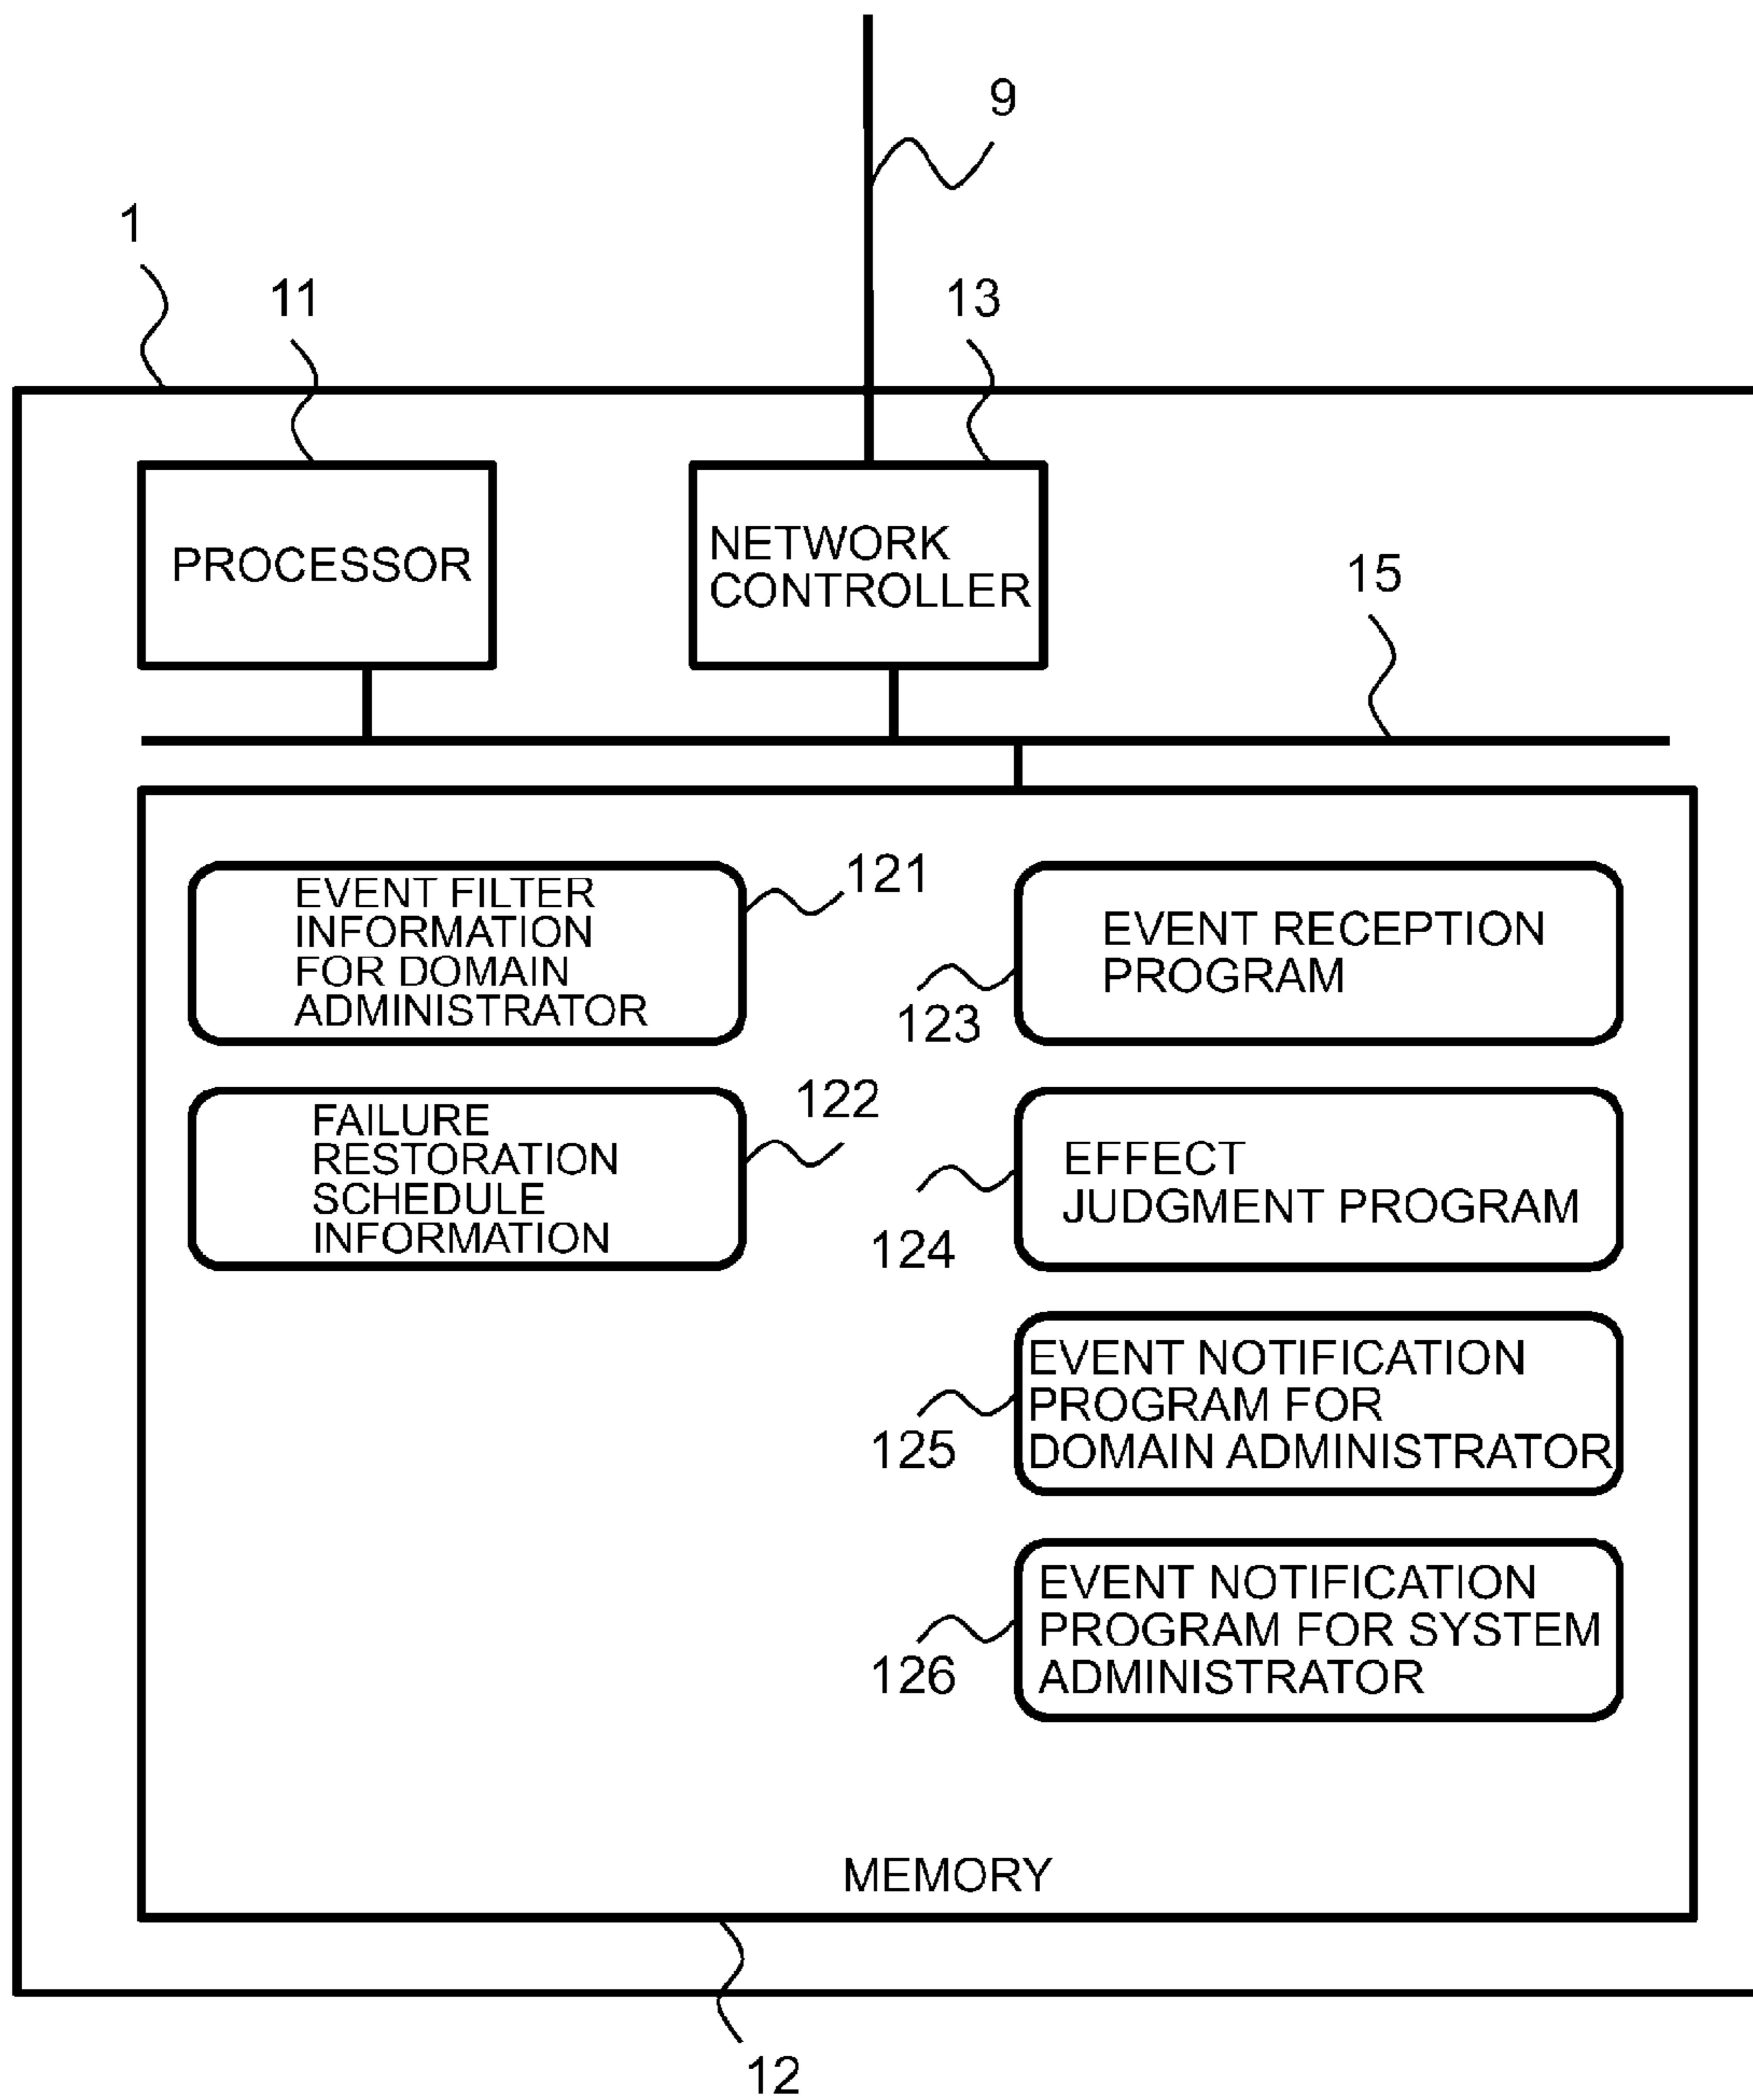 9
1
11
13
PROCESSOR
NETWORK
CONTROLLER
15
EVENT FILTER
INFORMATION
FOR DOMAIN
ADMINISTRATOR
121
EVENT RECEPTION
PROGRAM
123
FAILURE
RESTORATION
SCHEDULE
INFORMATION
122
EFFECT
JUDGMENT PROGRAM
124
EVENT NOTIFICATION
PROGRAM FOR
DOMAIN ADMINISTRATOR
125
EVENT NOTIFICATION
PROGRAM FOR SYSTEM
ADMINISTRATOR
126
MEMORY
12